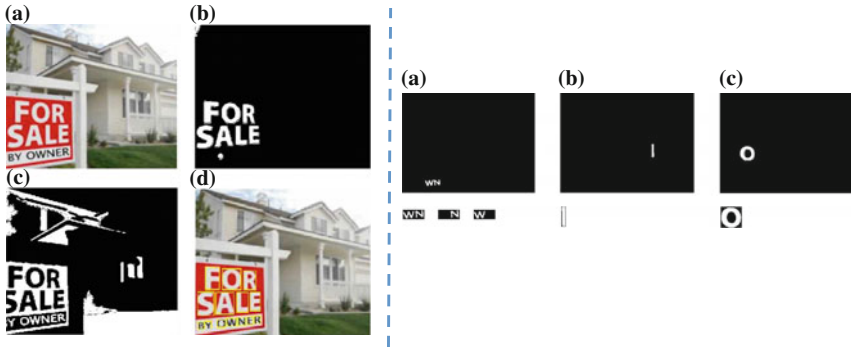 (a)
(b)
FOR
SALE
BY OWNER
FOR
SALE
(c)
(d)
FOR
SALE
BY OWNER
FOR
SALE
BY OWNER
(a)
(b)
(c)
WN
l
O
WN
N
W
l
O